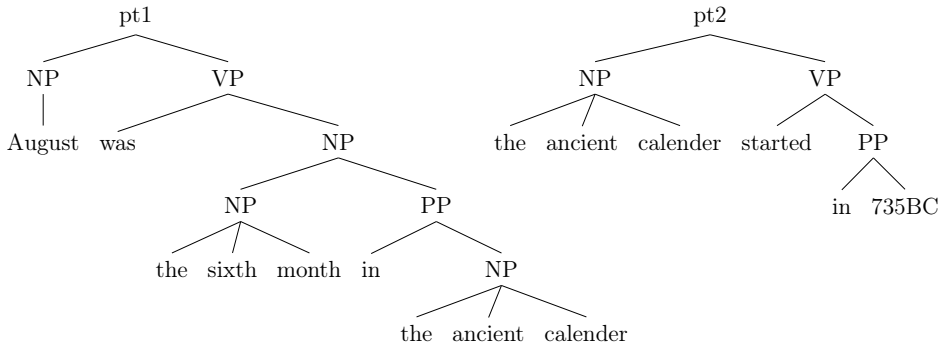 pt1 pt2
NP VP NP VP
August was NP the ancient calender started PP
NP PP in 735BC
the sixth month in NP
the ancient calender